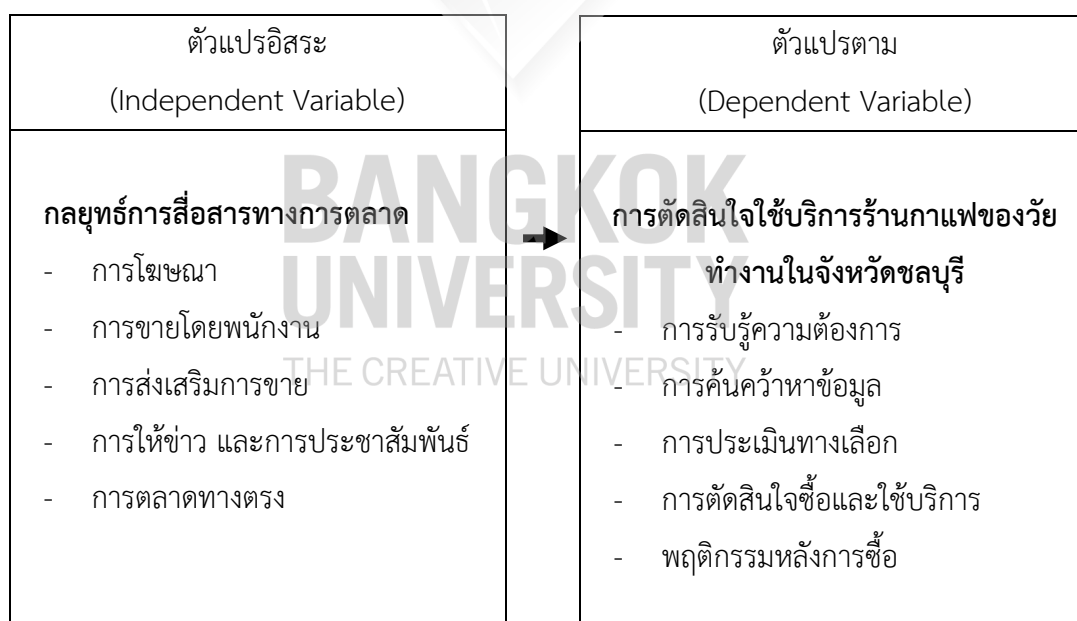 ตัวแปรอิสระ
(Independent Variable)
กลยุทธ์การสื่อสารทางการตลาด
- การโฆษณา
- การขายโดยพนักงาน
- การส่งเสริมการขาย
- การให้ข่าว และการประชาสัมพันธ์
- การตลาดทางตรง
ตัวแปรตาม
(Dependent Variable)
การตัดสินใจใช้บริการร้านกาแฟของวัย
ทำงานในจังหวัดชลบุรี
- การรับรู้ความต้องการ
- การค้นคว้าหาข้อมูล
- การประเมินทางเลือก
- การตัดสินใจซื้อและใช้บริการ
- พฤติกรรมหลังการซื้อ
BANGKOK
UNIVERSITY
THE CREATIVE UNIVERSITY